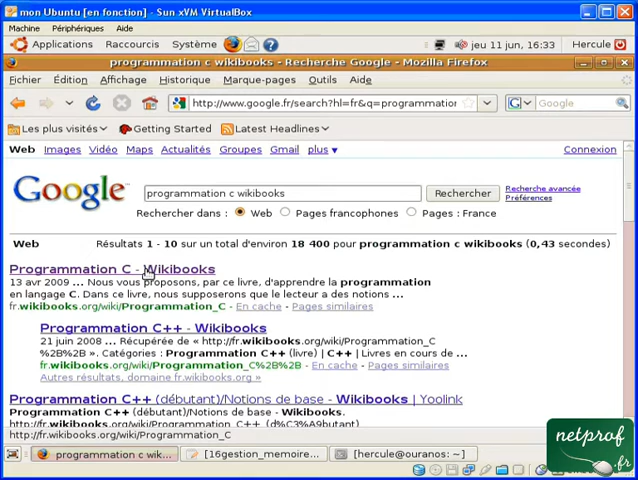 mon Ubuntu [en fonction] - Sun xVM VirtualBox
Machine Périphériques Aide
Applications Raccourcis Système jeu 11 jun, 16:33 Hercule
programmation c wikibooks - Recherche Google - Mozilla Firefox
Fichier Édition Affichage Historique Marque-pages Outils Aide
http://www.google.fr/search?hl=fr&q=programmation Google
Les plus visités Getting Started Latest Headlines
Web Images Vidéo Maps Actualités Groupes Gmail plus ▼ Connexion
Google programmation c wikibooks Rechercher Recherche avancée
Préférences
Rechercher dans : Web Pages francophones Pages : France
Web Résultats 1 - 10 sur un total d'environ 18 400 pour programmation c wikibooks (0,43 secondes)
Programmation C - Wikibooks
13 avr 2009 ... Nous vous proposons, par ce livre, d'apprendre la programmation
en langage C. Dans ce livre, nous supposerons que le lecteur a des notions ...
fr.wikibooks.org/wiki/Programmation_C - En cache - Pages similaires
Programmation C++ - Wikibooks
21 juin 2008 ... Récupérée de « http://fr.wikibooks.org/wiki/Programmation_C
%2B%2B ». Catégories : Programmation C++ (livre) | C++ | Livres en cours de ...
fr.wikibooks.org/wiki/Programmation_C%2B%2B - En cache - Pages similaires
Autres résultats, domaine fr.wikibooks.org »
Programmation C++ (débutant)/Notions de base - Wikibooks | Yoolink
Programmation C++ (débutant)/Notions de base - Wikibooks.
http://fr.wikibooks.org/wiki/Programmation_C++_(d%C3%A9butant)
http://fr.wikibooks.org/wiki/Programmation_C
programmation c wik... [16gestion_memoire... [hercule@ouranos: ~]
netprof
.fr